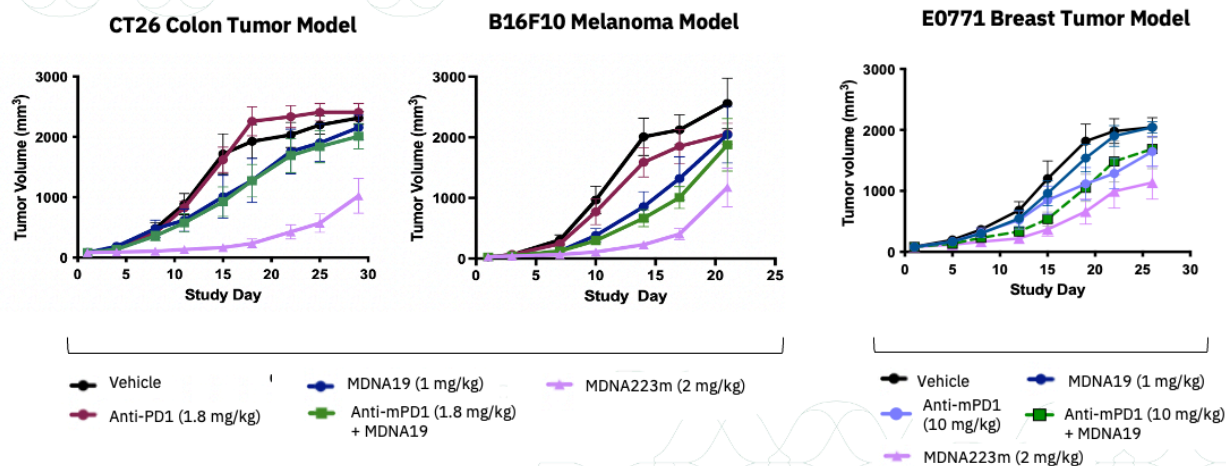 CT26 Colon Tumor Model
B16F10 Melanoma Model
E0771 Breast Tumor Model
Tumor Volume (mm³)
3000
2000
1000
0
0 5 10 15 20 25 30
Study Day
Tumor Volume (mm³)
3000
2000
1000
0
0 5 10 15 20 25
Study Day
Tumor volume (mm³)
3000
2000
1000
0
0 5 10 15 20 25 30
Study Day
Vehicle
Anti-PD1 (1.8 mg/kg)
MDNA19 (1 mg/kg)
Anti-mPD1 (1.8 mg/kg)
+ MDNA19
MDNA223m (2 mg/kg)
Vehicle
Anti-mPD1
(10 mg/kg)
MDNA19 (1 mg/kg)
Anti-mPD1 (10 mg/kg)
+ MDNA19
MDNA223m (2 mg/kg)